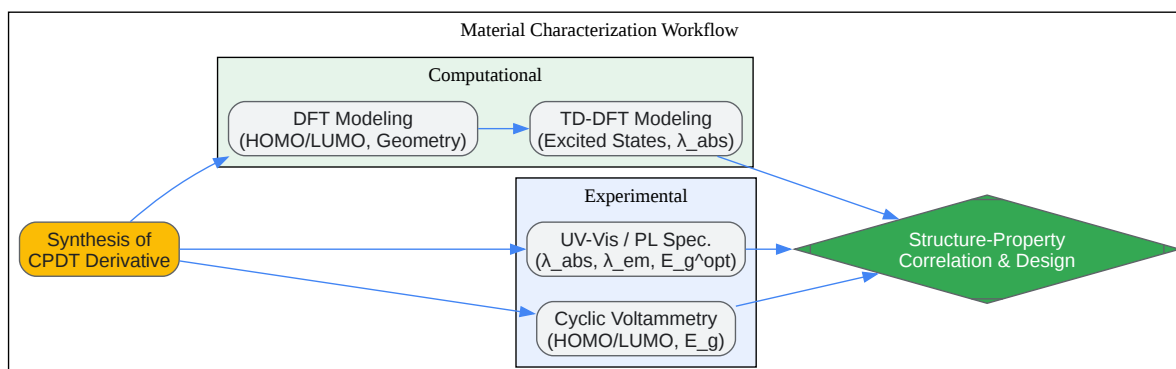 Material Characterization Workflow
Computational
DFT Modeling
(HOMO/LUMO, Geometry)
TD-DFT Modeling
(Excited States, λ_abs)
Experimental
Synthesis of
CPDT Derivative
UV-Vis / PL Spec.
(λ_abs, λ_em, E_g^opt)
Structure-Property
Correlation & Design
Cyclic Voltammetry
(HOMO/LUMO, E_g)